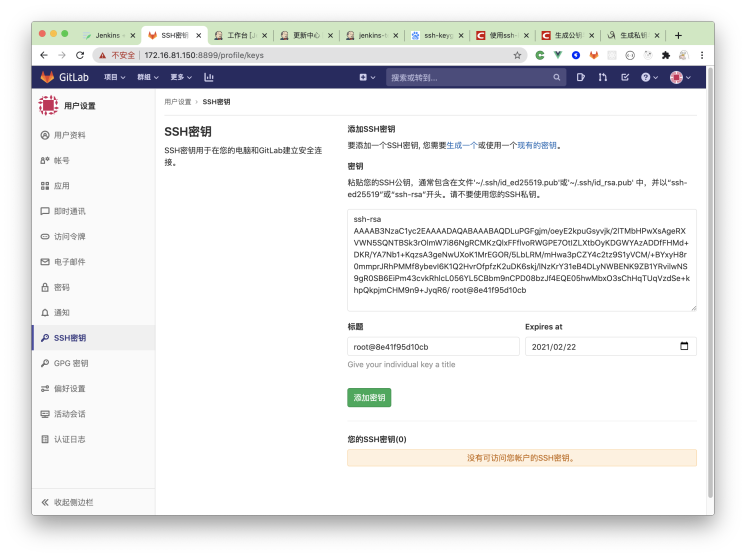 Jenkins -
SSH密钥
工作台 [Je
更新中心
jenkins-t
ssh-keyg
使用ssh-
生成公钥
生成私钥
不安全 | 172.16.81.150:8899/profile/keys
GitLab 项目 群组 更多 搜索或转到...
用户设置
用户资料
帐号
应用
即时通讯
访问令牌
电子邮件
密码
通知
SSH密钥
GPG 密钥
偏好设置
活动会话
认证日志
收起侧边栏
用户设置 › SSH密钥
SSH密钥
SSH密钥用于在您的电脑和GitLab建立安全连
接。
添加SSH密钥
要添加一个SSH密钥, 您需要生成一个或使用一个现有的密钥。
密钥
粘贴您的SSH公钥，通常包含在文件'~/.ssh/id_ed25519.pub'或'~/.ssh/id_rsa.pub' 中，并以“ssh-
ed25519”或“ssh-rsa”开头。请不要使用您的SSH私钥。
ssh-rsa
AAAAB3NzaC1yc2EAAAADAQABAAABAQDLuPGFgjm/oeyE2kpuGsyvjk/2lTMbHPwXsAgeRX
VWN5SQNTBSk3rOlmW7i86NgRCMKzQlxFFflvoRWGPE7OtIZLXtbOyKDGWYAzADDfFHMd+
DKR/YA7Nb1+KqzsA3geNwUXoK1MrEGOR/5LbLRM/mHwa3pCZY4c2tz9S1yVCM/+BYxyH8r
0mmprJRhPMMf8ybevl6K1Q2HvrOfpfzK2uDK6skj/lNzKrY31eB4DLyNWBENK9ZB1YRvilwNS
9gR0SB6EiPm43cvkRhlcL056YL5CBbm9nCPD08bzJf4EQE05hwMbxO3sChHqTUqVzdSe+k
hpQkpjmCHM9n9+JyqR6/ root@8e41f95d10cb
标题
Expires at
root@8e41f95d10cb
2021/02/22
Give your individual key a title
添加密钥
您的SSH密钥(0)
没有可访问您帐户的SSH密钥。